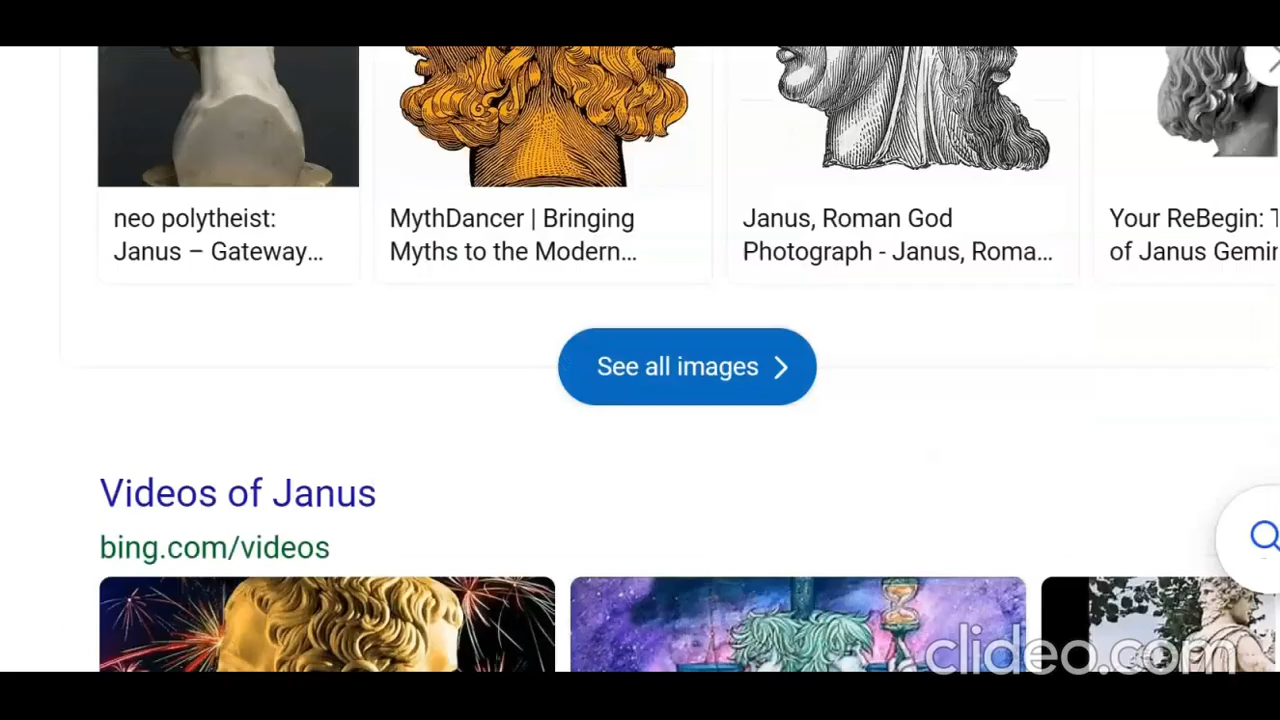 neo polytheist:
Janus – Gateway...
MythDancer | Bringing
Myths to the Modern...
Janus, Roman God
Photograph - Janus, Roma...
Your ReBegin:
of Janus
See all images
Videos of Janus
bing.com/videos
clideo.com